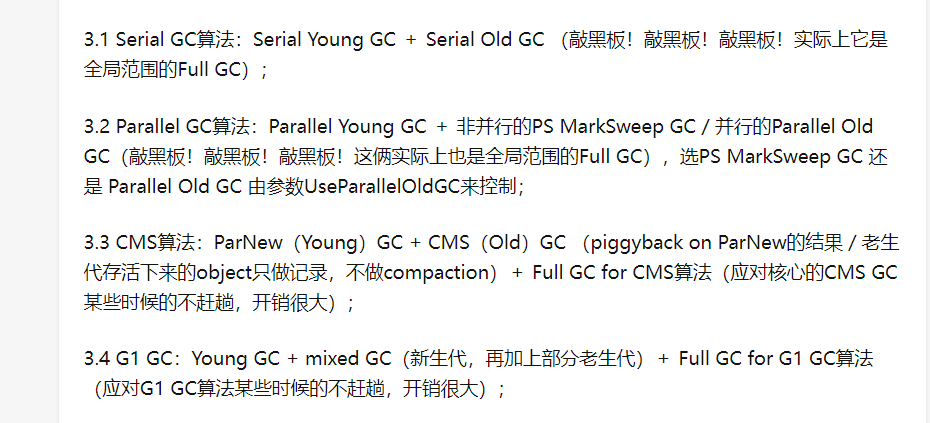 3.1 Serial GC算法：Serial Young GC ＋ Serial Old GC （敲黑板！敲黑板！敲黑板！实际上它是
全局范围的Full GC）；
3.2 Parallel GC算法：Parallel Young GC ＋ 非并行的PS MarkSweep GC / 并行的Parallel Old
GC（敲黑板！敲黑板！敲黑板！这俩实际上也是全局范围的Full GC），选PS MarkSweep GC 还
是 Parallel Old GC 由参数UseParallelOldGC来控制；
3.3 CMS算法：ParNew（Young）GC + CMS（Old）GC （piggyback on ParNew的结果／老生
代存活下来的object只做记录，不做compaction）＋ Full GC for CMS算法（应对核心的CMS GC
某些时候的不赶趟，开销很大）；
3.4 G1 GC：Young GC + mixed GC（新生代，再加上部分老生代）＋ Full GC for G1 GC算法
（应对G1 GC算法某些时候的不赶趟，开销很大）；